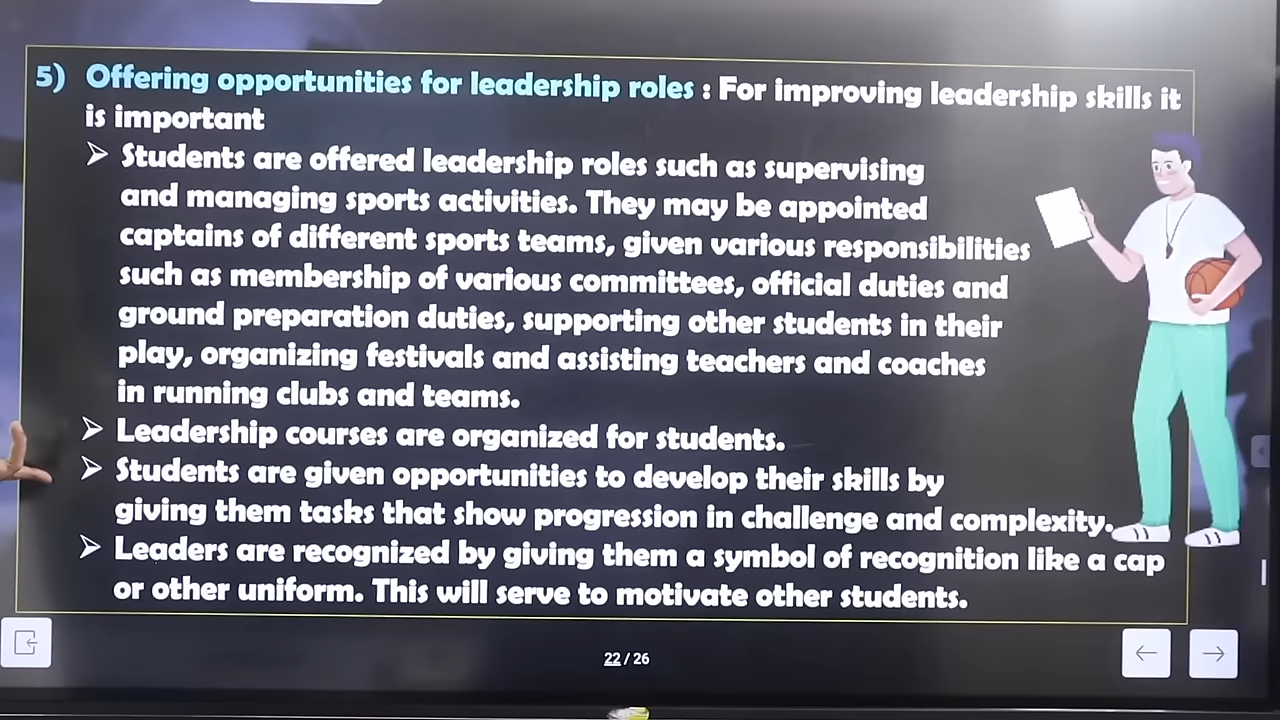 5) Offering opportunities for leadership roles : For improving leadership skills it
is important
➢ Students are offered leadership roles such as supervising
and managing sports activities. They may be appointed
captains of different sports teams, given various responsibilities
such as membership of various committees, official duties and
ground preparation duties, supporting other students in their
play, organizing festivals and assisting teachers and coaches
in running clubs and teams.
➢ Leadership courses are organized for students.
➢ Students are given opportunities to develop their skills by
giving them tasks that show progression in challenge and complexity.
➢ Leaders are recognized by giving them a symbol of recognition like a cap
or other uniform. This will serve to motivate other students.
22 / 26